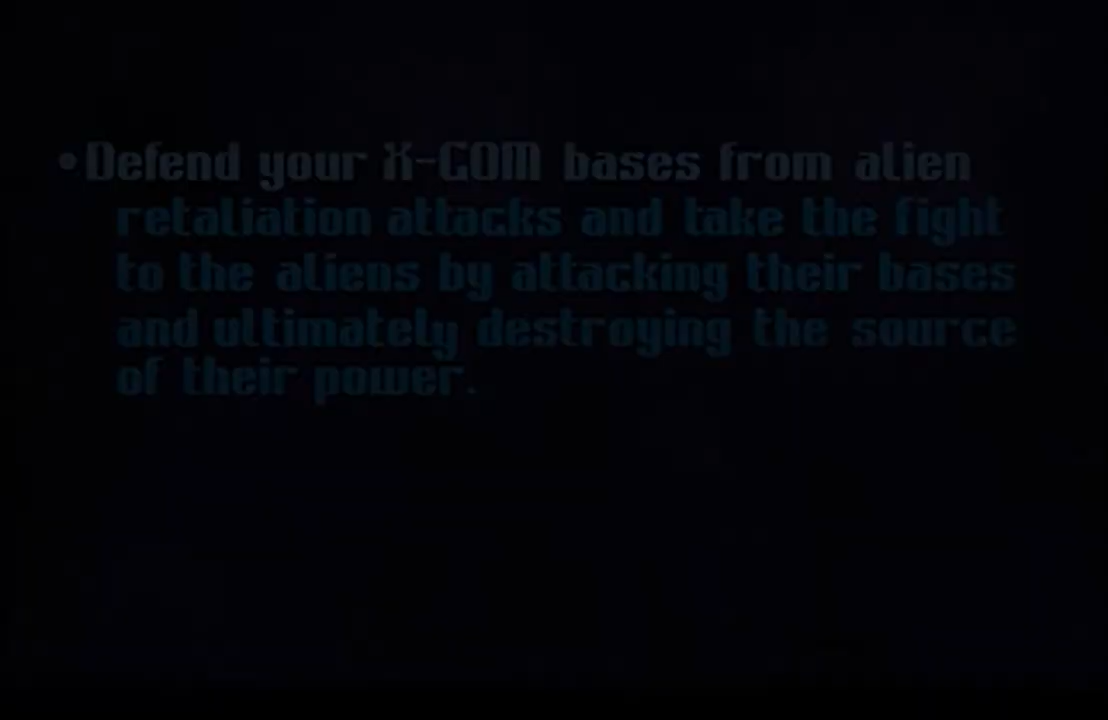 •Defend your X-COM bases from alien
retaliation attacks and take the fight
to the aliens by attacking their bases
and ultimately destroying the source
of their power.